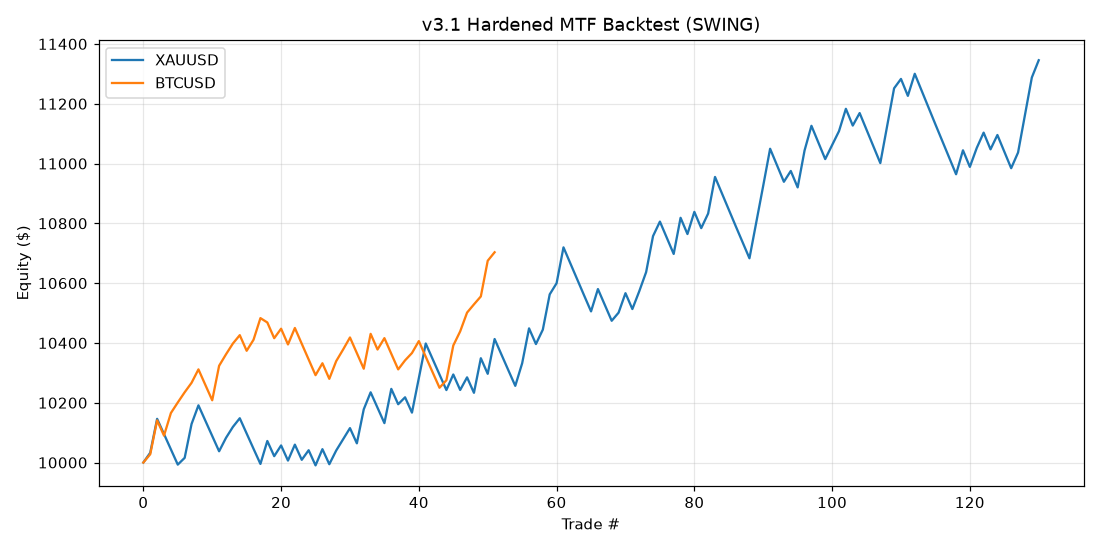 v3.1 Hardened MTF Backtest (SWING)
XAUUSD
BTCUSD
Equity ($)
11400
11200
11000
10800
10600
10400
10200
10000
0 20 40 60 80 100 120
Trade #